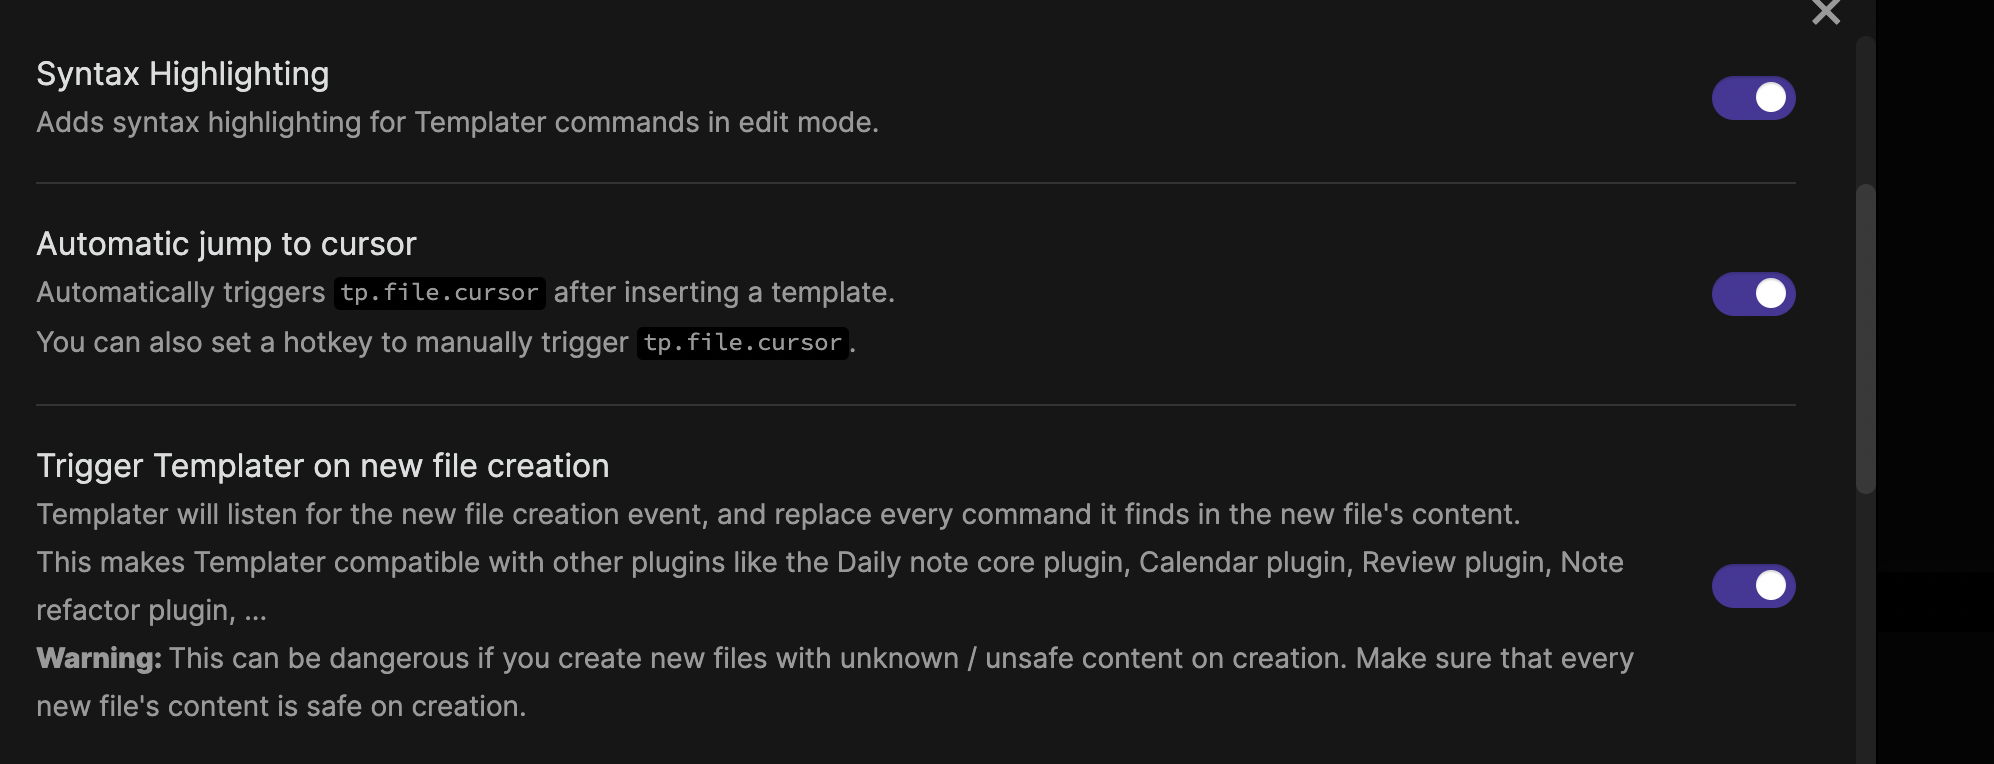 Syntax Highlighting
Adds syntax highlighting for Templater commands in edit mode.
Automatic jump to cursor
Automatically triggers tp.file.cursor after inserting a template.
You can also set a hotkey to manually trigger tp.file.cursor.
Trigger Templater on new file creation
Templater will listen for the new file creation event, and replace every command it finds in the new file's content.
This makes Templater compatible with other plugins like the Daily note core plugin, Calendar plugin, Review plugin, Note
refactor plugin, ...
Warning: This can be dangerous if you create new files with unknown / unsafe content on creation. Make sure that every
new file's content is safe on creation.